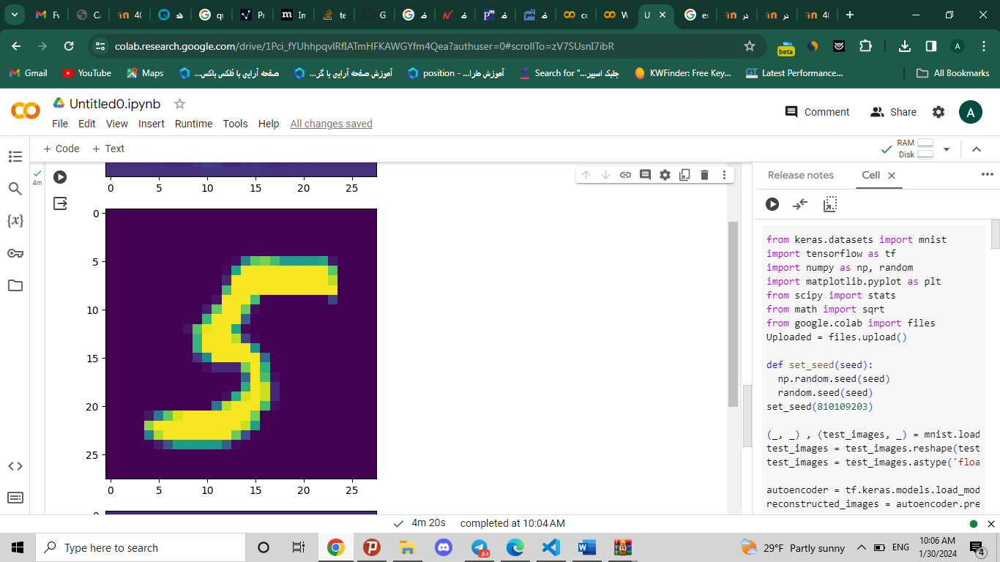 colab.research.google.com/drive/1Pci_fYUhhpqvlRfIATmHFKAWGYfm4Qea?authuser=0#scrollTo=zV7SUsnI7ibR
beta
Gmail YouTube Maps صفحه آرایی با فلکس باکس... آموزش صفحه آرایی با گر... position - آموزش طرا... Search for "جلبک اسپیر... KWFinder: Free Key... Latest Performance... All Bookmarks
Untitled0.ipynb
File Edit View Insert Runtime Tools Help All changes saved
Comment Share A
+ Code + Text
RAM
Disk
4m
0 5 10 15 20 25
0
5
10
15
20
25
0 5 10 15 20 25
Release notes Cell
from keras.datasets import mnist
import tensorflow as tf
import numpy as np, random
import matplotlib.pyplot as plt
from scipy import stats
from math import sqrt
from google.colab import files
Uploaded = files.upload()
def set_seed(seed):
np.random.seed(seed)
random.seed(seed)
set_seed(810109203)
(_, _) , (test_images, _) = mnist.load
test_images = test_images.reshape(test
test_images = test_images.astype('floa
autoencoder = tf.keras.models.load_mod
reconstructed_images = autoencoder.pre
4m 20s completed at 10:04 AM
Type here to search
84
29°F Partly sunny
ENG
10:06 AM
1/30/2024
4